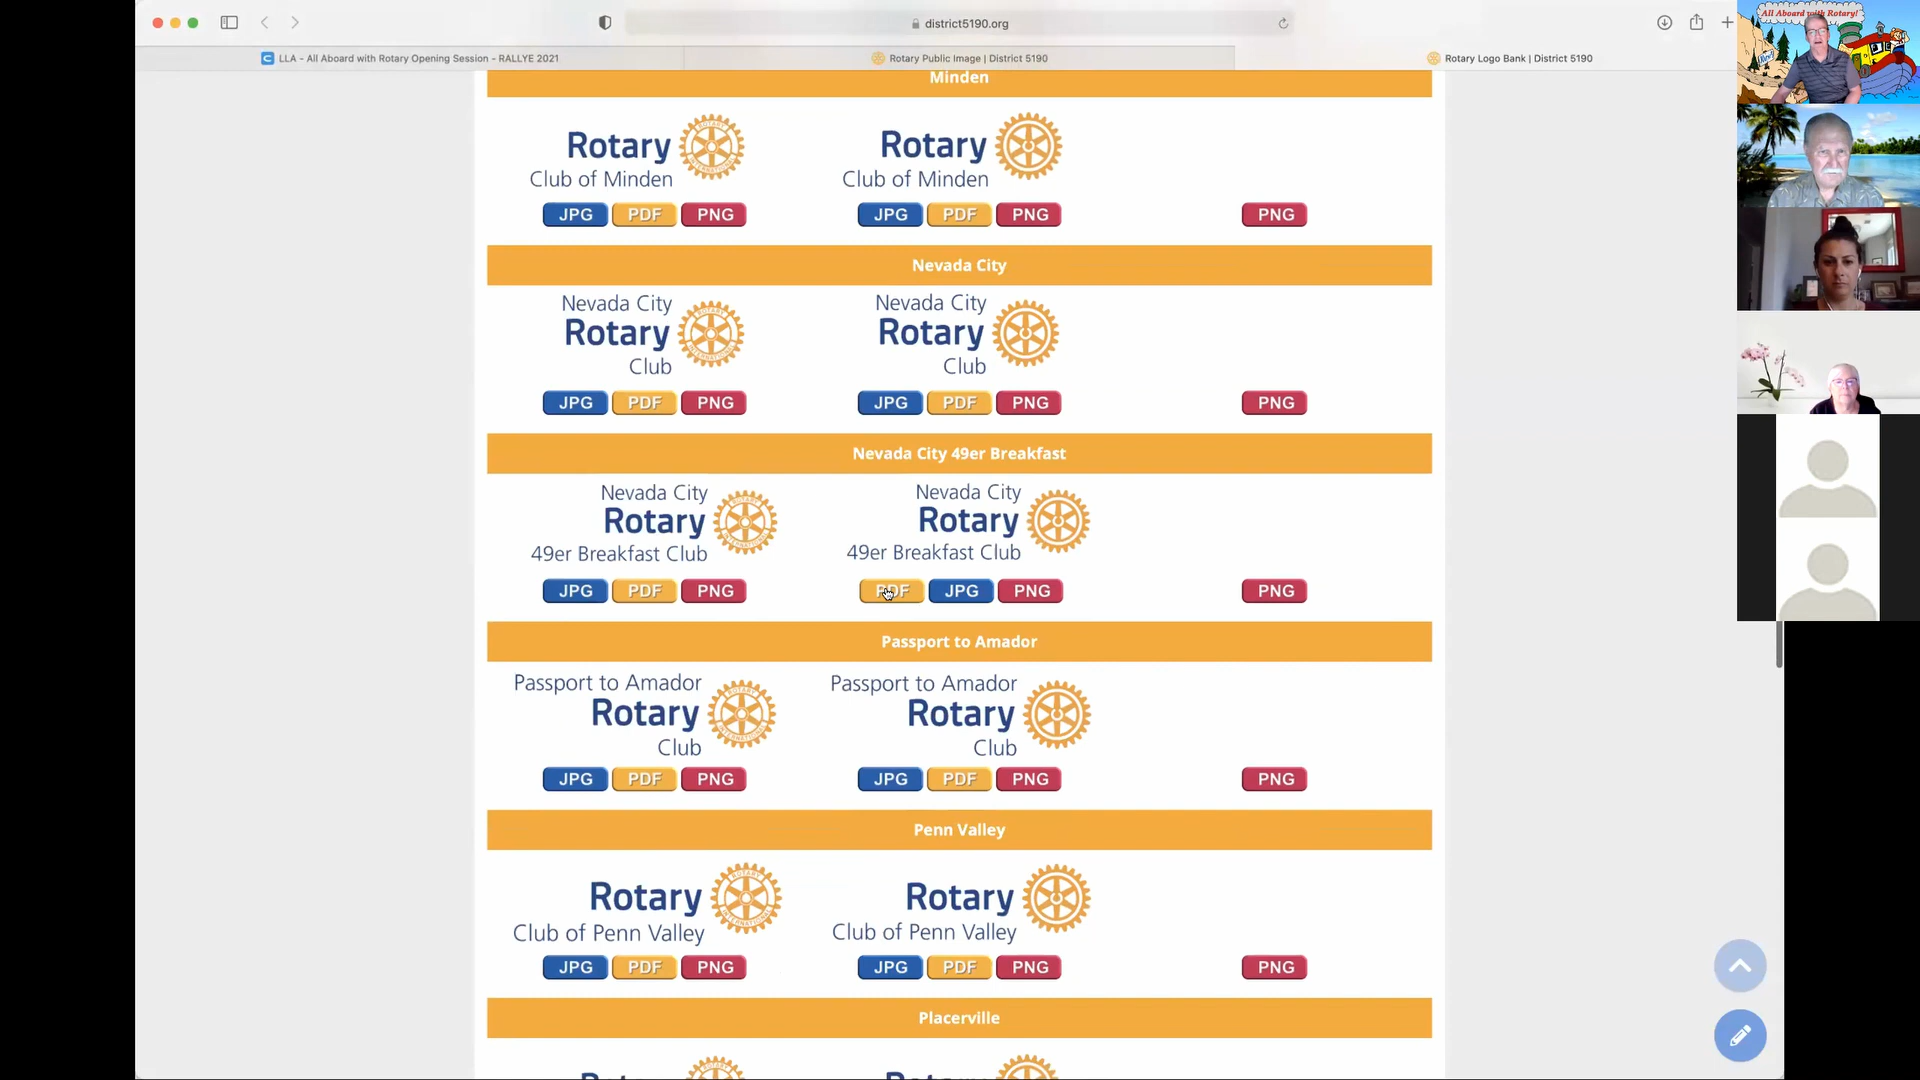 district5190.org
All Aboard with Rotary!
LLA - All Aboard with Rotary Opening Session - RALLYE 2021
Rotary Public Image | District 5190
Rotary Logo Bank | District 5190
Minden
Rotary
Club of Minden
Rotary
Club of Minden
JPG PDF PNG
JPG PDF PNG
PNG
Nevada City
Nevada City
Rotary
Club
Nevada City
Rotary
Club
JPG PDF PNG
JPG PDF PNG
PNG
Nevada City 49er Breakfast
Nevada City
Rotary
49er Breakfast Club
Nevada City
Rotary
49er Breakfast Club
JPG PDF PNG
PDF JPG PNG
PNG
Passport to Amador
Passport to Amador
Rotary
Club
Passport to Amador
Rotary
Club
JPG PDF PNG
JPG PDF PNG
PNG
Penn Valley
Rotary
Club of Penn Valley
Rotary
Club of Penn Valley
JPG PDF PNG
JPG PDF PNG
PNG
Placerville